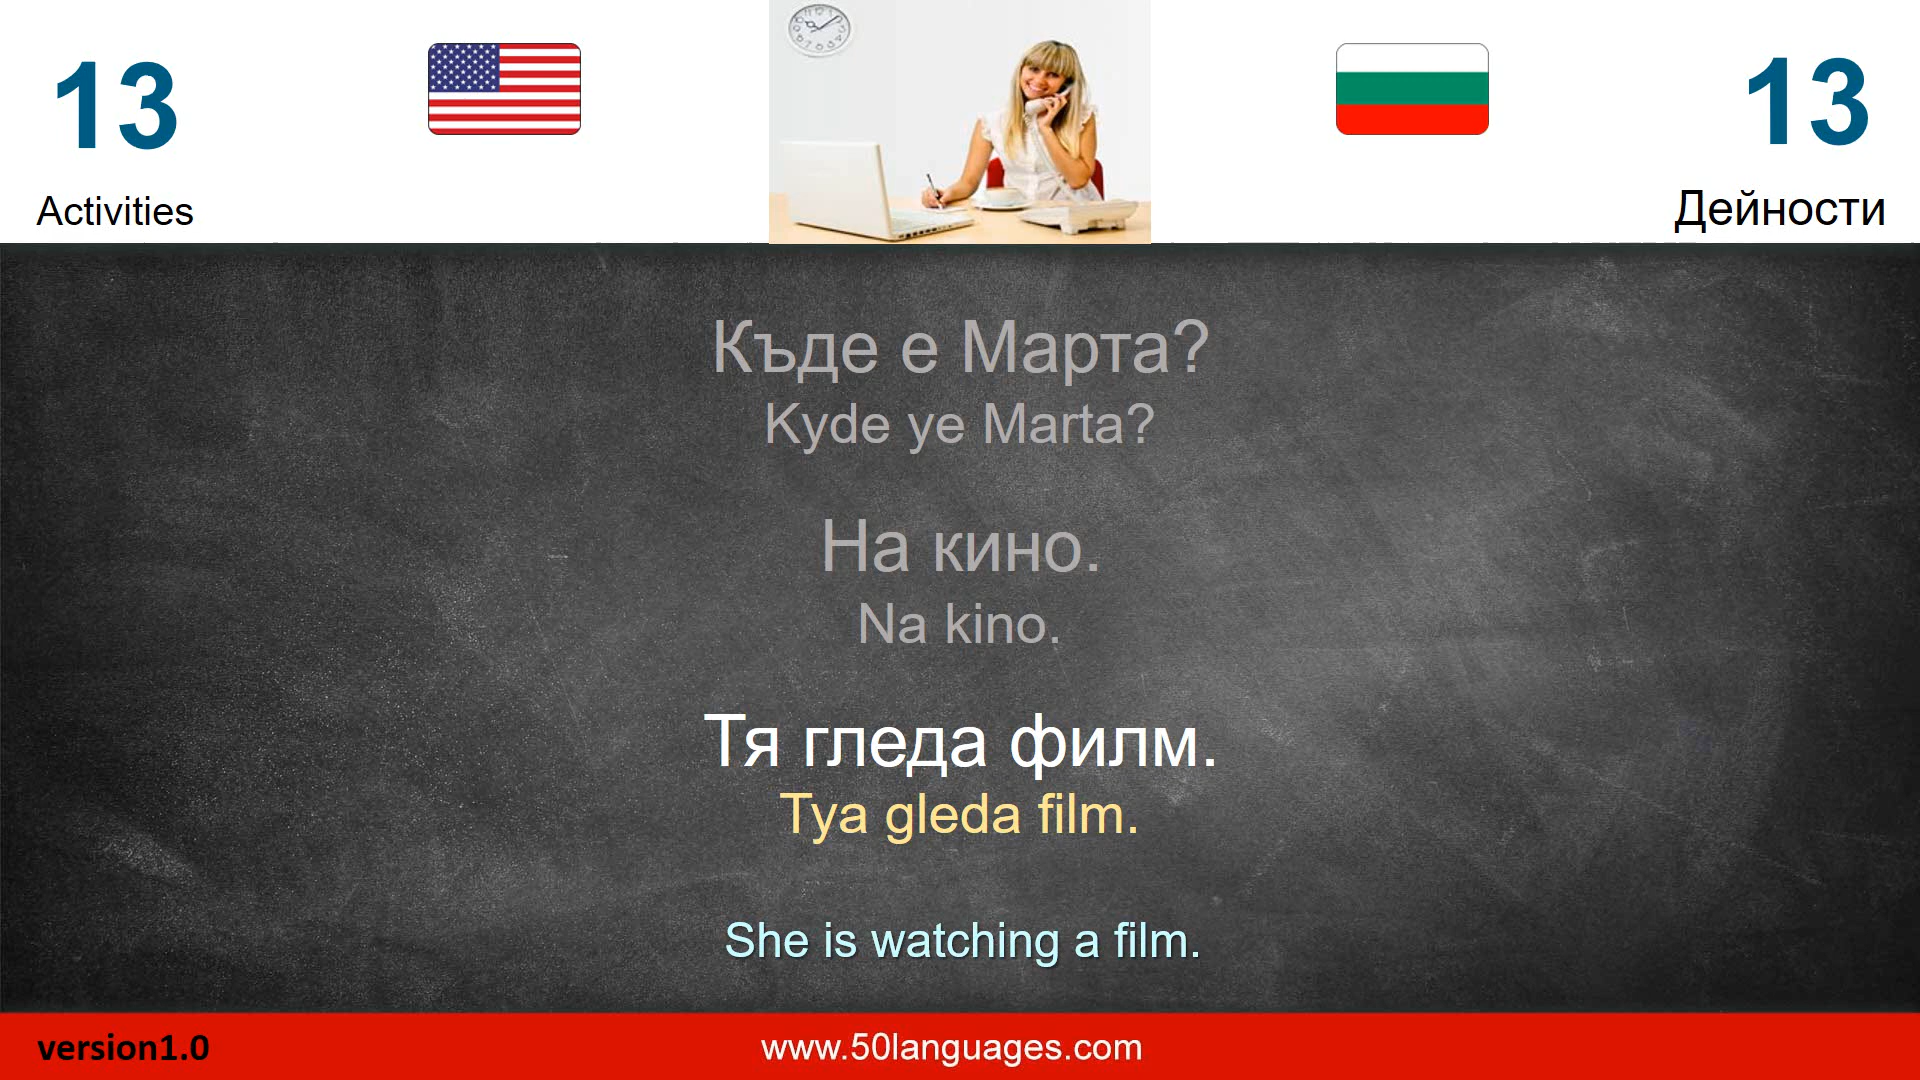 13
13
Activities
Дейности
Къде е Марта?
Kyde ye Marta?
На кино.
Na kino.
Тя гледа филм.
Tya gleda film.
She is watching a film.
version1.0
www.50languages.com